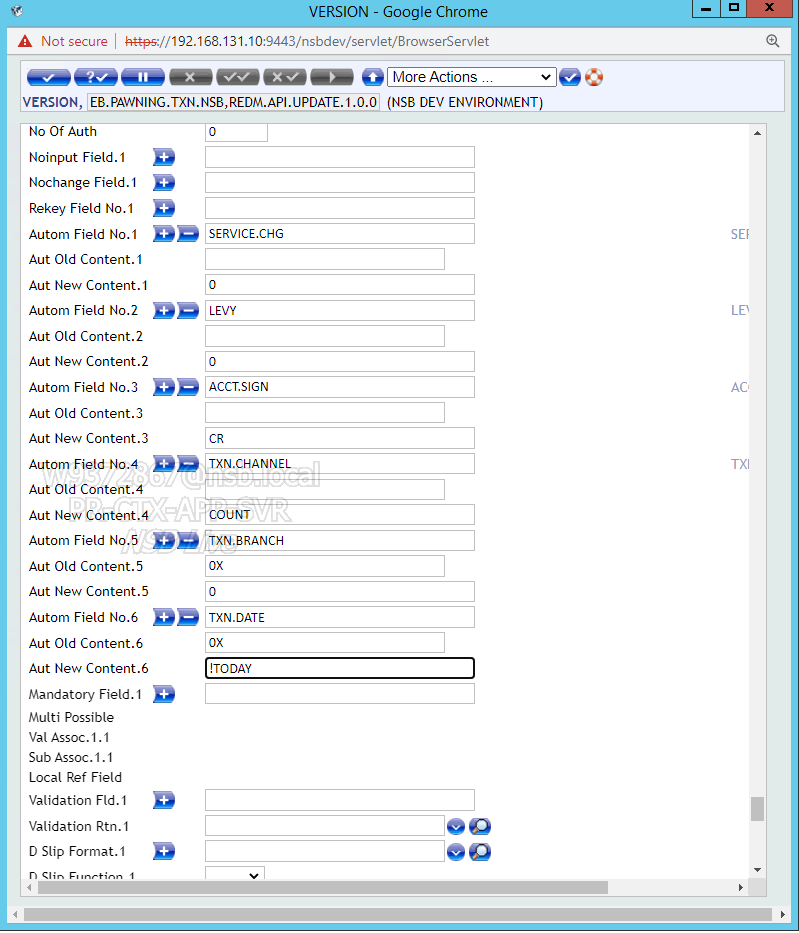 VERSION - Google Chrome
Not secure https://192.168.131.10:9443/nsbdev/servlet/BrowserServlet
More Actions ...
VERSION, EB.PAWNING.TXN.NSB,REDM.API.UPDATE.1.0.0 (NSB DEV ENVIRONMENT)
No Of Auth 0
Noinput Field.1
Nochange Field.1
Rekey Field No.1
Autom Field No.1 SERVICE.CHG SER
Aut Old Content.1
Aut New Content.1 0
Autom Field No.2 LEVY LEV
Aut Old Content.2
Aut New Content.2 0
Autom Field No.3 ACCT.SIGN ACC
Aut Old Content.3
Aut New Content.3 CR
Autom Field No.4 TXN.CHANNEL TXN
w9372867@nsb.local
Aut Old Content.4
PR-CTX-APP-SVR
Aut New Content.4 COUNT
Autom Field No.5 TXN.BRANCH
NSB Live
Aut Old Content.5 0X
Aut New Content.5 0
Autom Field No.6 TXN.DATE
Aut Old Content.6 0X
Aut New Content.6 !TODAY
Mandatory Field.1
Multi Possible
Val Assoc.1.1
Sub Assoc.1.1
Local Ref Field
Validation Fld.1
Validation Rtn.1
D Slip Format.1
D Slip Function.1